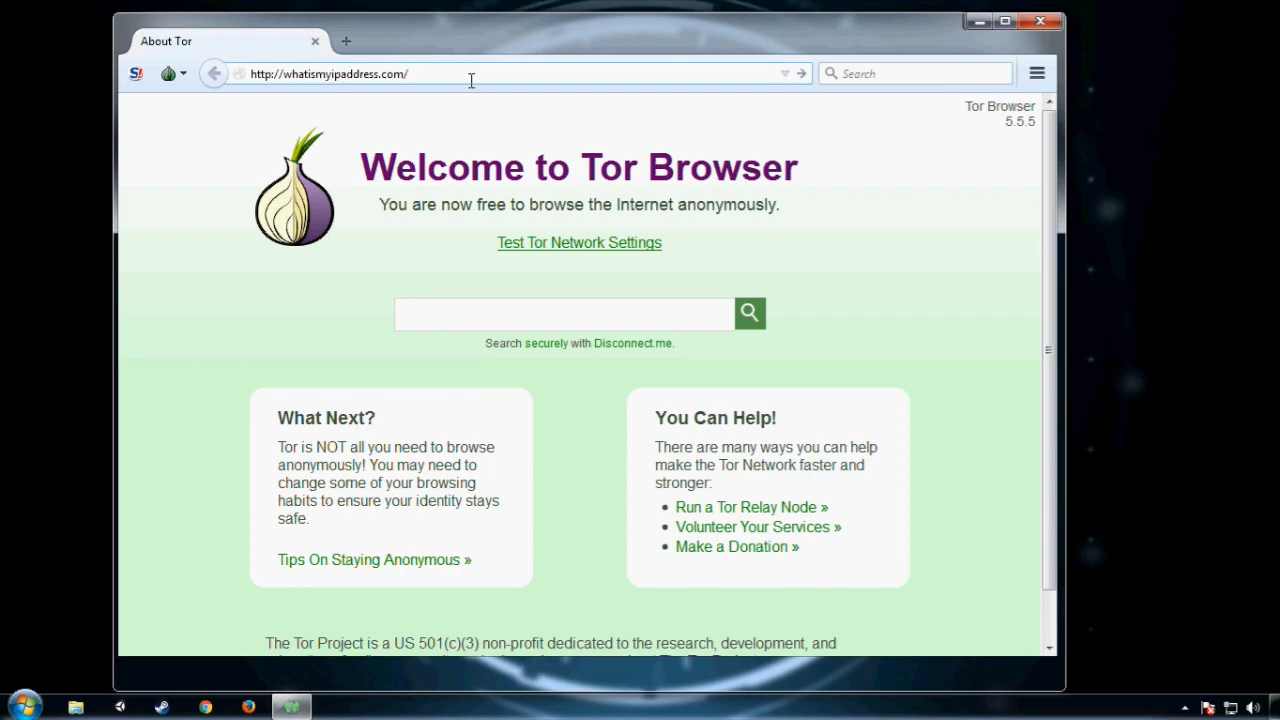 About Tor
S!
http://whatismyipaddress.com/
Search
Tor Browser
5.5.5
Welcome to Tor Browser
You are now free to browse the Internet anonymously.
Test Tor Network Settings
Search securely with Disconnect.me.
What Next?
Tor is NOT all you need to browse
anonymously! You may need to
change some of your browsing
habits to ensure your identity stays
safe.
Tips On Staying Anonymous »
You Can Help!
There are many ways you can help
make the Tor Network faster and
stronger:
Run a Tor Relay Node »
Volunteer Your Services »
Make a Donation »
The Tor Project is a US 501(c)(3) non-profit dedicated to the research, development, and